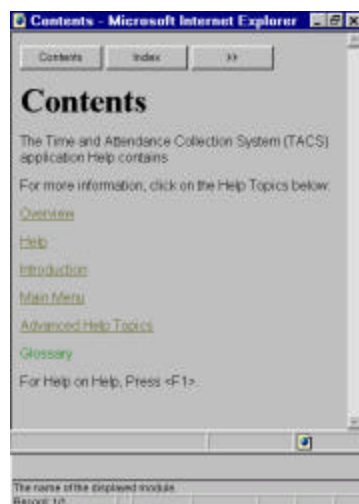 Contents - Microsoft Internet Explorer
Contents Index >>
Contents
The Time and Attendance Collection System (TACS)
application Help contains
For more information, click on the Help Topics below:
Overview
Help
Introduction
Main Menu
Advanced Help Topics
Glossary
For Help on Help, Press <F1>.
The name of the displayed module.
Record: 1/1